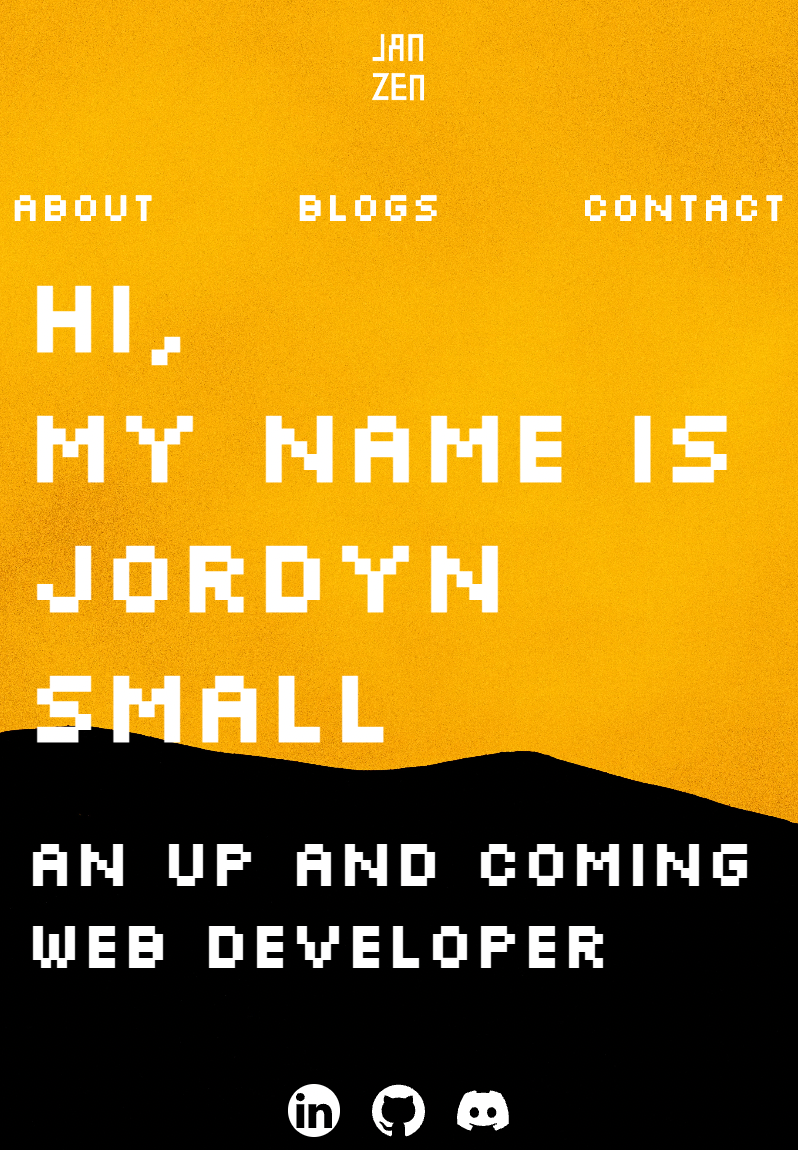 JAN
ZEN
ABOUT BLOGS CONTACT
HI,
MY NAME IS
JORDYN
SMALL
AN UP AND COMING
WEB DEVELOPER
in